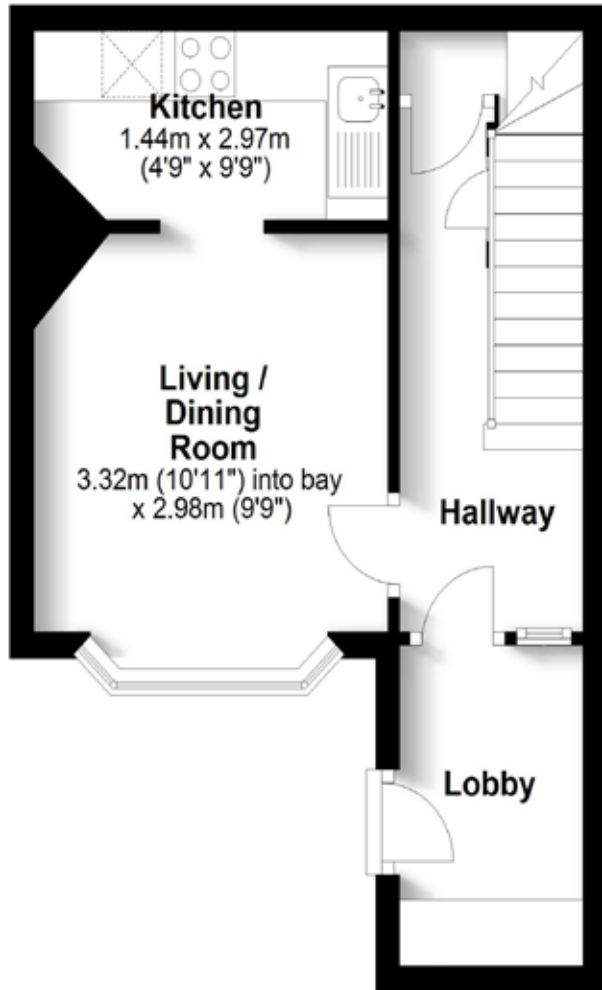 Kitchen
1.44m x 2.97m
(4'9" x 9'9")
Living /
Dining
Room
3.32m (10'11") into bay
x 2.98m (9'9")
Hallway
Lobby